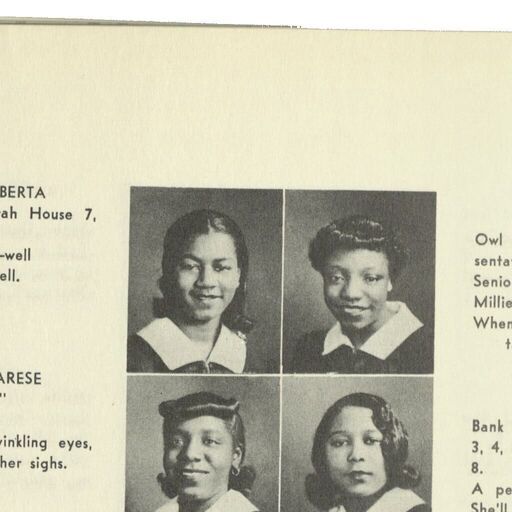 BERTA
ah House 7,
–well
ell.
ARESE
"
winkling eyes,
her sighs.
Owl
senta
Senio
Millie
When
t
Bank
3, 4,
8.
A pe
She'll